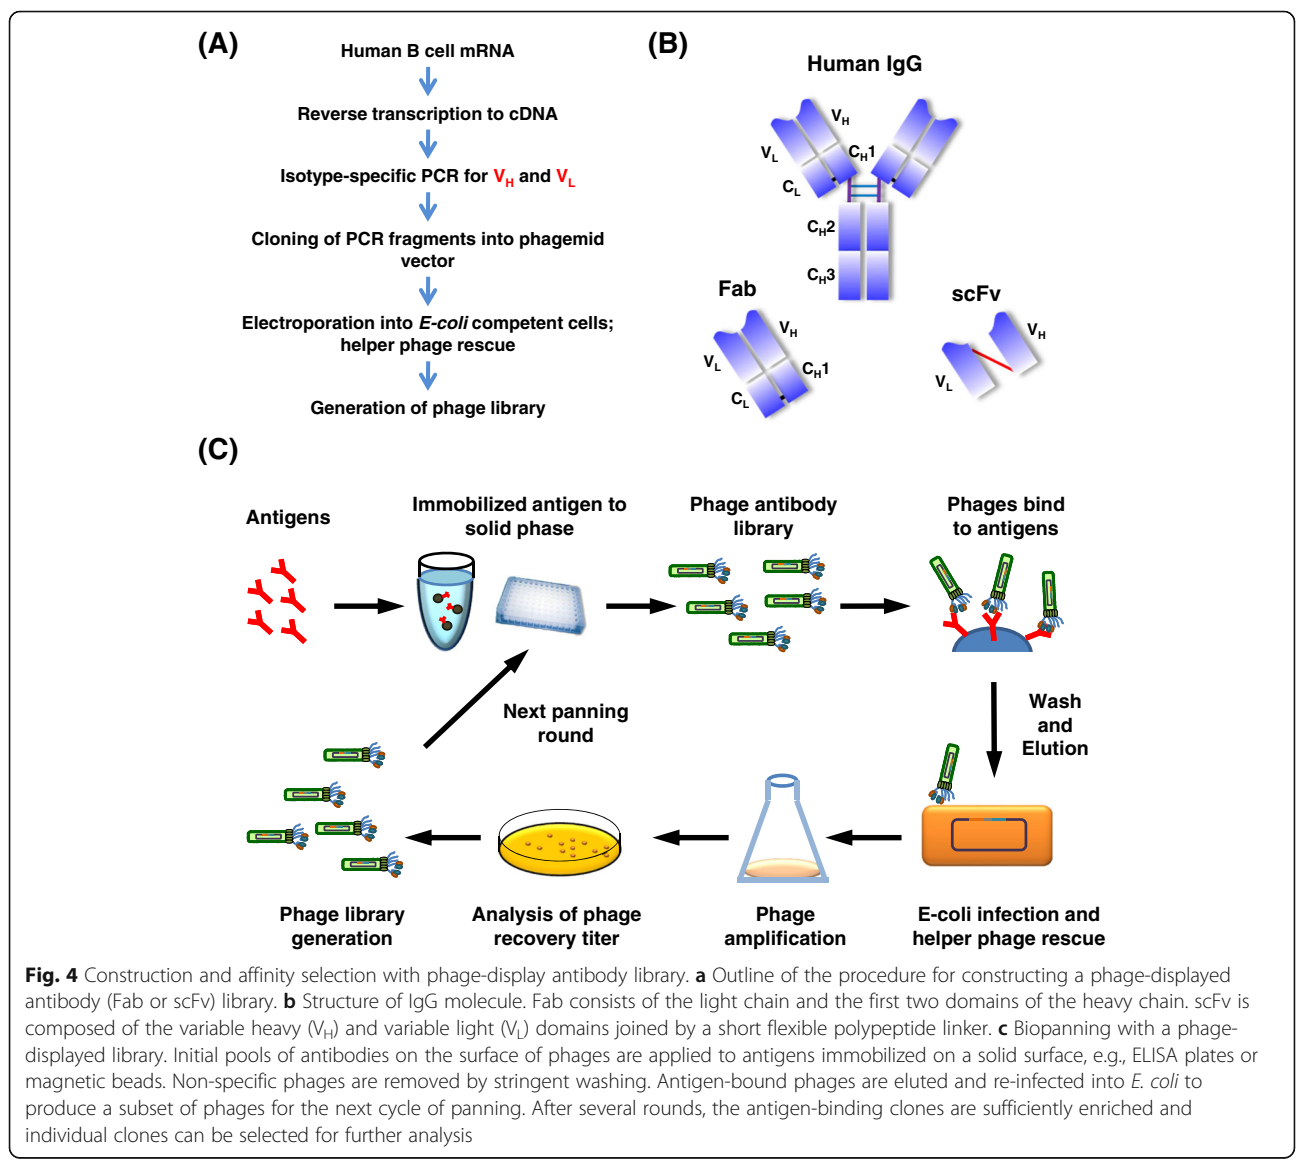 (A)
Human B cell mRNA
Reverse transcription to cDNA
Isotype-specific PCR for VH and VL
Cloning of PCR fragments into phagemid
vector
Electroporation into E-coli competent cells;
helper phage rescue
Generation of phage library
(B)
Human IgG
VH
VL
CH1
CL
CH2
CH3
Fab
VH
VL
CH1
CL
scFv
VH
VL
(C)
Antigens
Immobilized antigen to
solid phase
Phage antibody
library
Phages bind
to antigens
Wash
and
Elution
Next panning
round
Phage library
generation
Analysis of phage
recovery titer
Phage
amplification
E-coli infection and
helper phage rescue
Fig. 4 Construction and affinity selection with phage-display antibody library. a Outline of the procedure for constructing a phage-displayed
antibody (Fab or scFv) library. b Structure of IgG molecule. Fab consists of the light chain and the first two domains of the heavy chain. scFv is
composed of the variable heavy (VH) and variable light (VL) domains joined by a short flexible polypeptide linker. c Biopanning with a phage-
displayed library. Initial pools of antibodies on the surface of phages are applied to antigens immobilized on a solid surface, e.g., ELISA plates or
magnetic beads. Non-specific phages are removed by stringent washing. Antigen-bound phages are eluted and re-infected into E. coli to
produce a subset of phages for the next cycle of panning. After several rounds, the antigen-binding clones are sufficiently enriched and
individual clones can be selected for further analysis